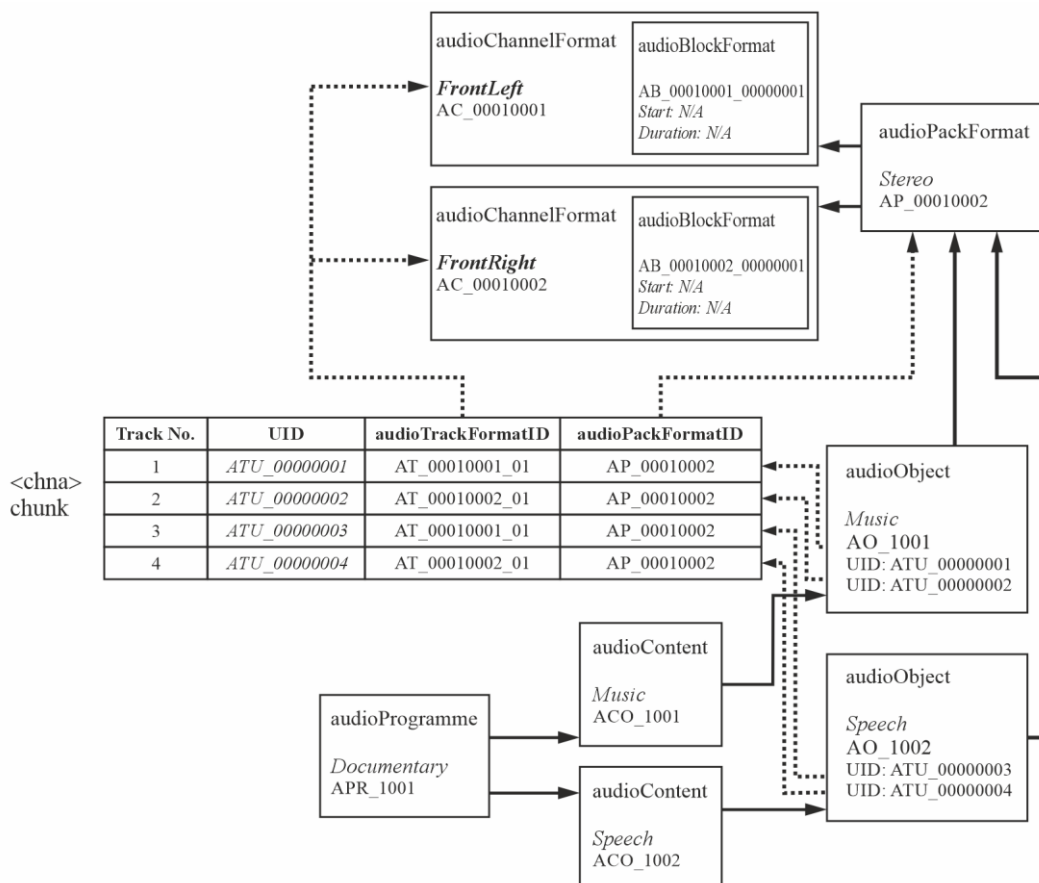 audioChannelFormat
FrontLeft
AC_00010001
audioBlockFormat
AB_00010001_00000001
Start: N/A
Duration: N/A
audioPackFormat
Stereo
AP_00010002
audioChannelFormat
FrontRight
AC_00010002
audioBlockFormat
AB_00010002_00000001
Start: N/A
Duration: N/A
<chna>
chunk
Track No. UID audioTrackFormatID audioPackFormatID
1 ATU_00000001 AT_00010001_01 AP_00010002
2 ATU_00000002 AT_00010002_01 AP_00010002
3 ATU_00000003 AT_00010001_01 AP_00010002
4 ATU_00000004 AT_00010002_01 AP_00010002
audioObject
Music
AO_1001
UID: ATU_00000001
UID: ATU_00000002
audioContent
Music
ACO_1001
audioObject
Speech
AO_1002
UID: ATU_00000003
UID: ATU_00000004
audioProgramme
Documentary
APR_1001
audioContent
Speech
ACO_1002